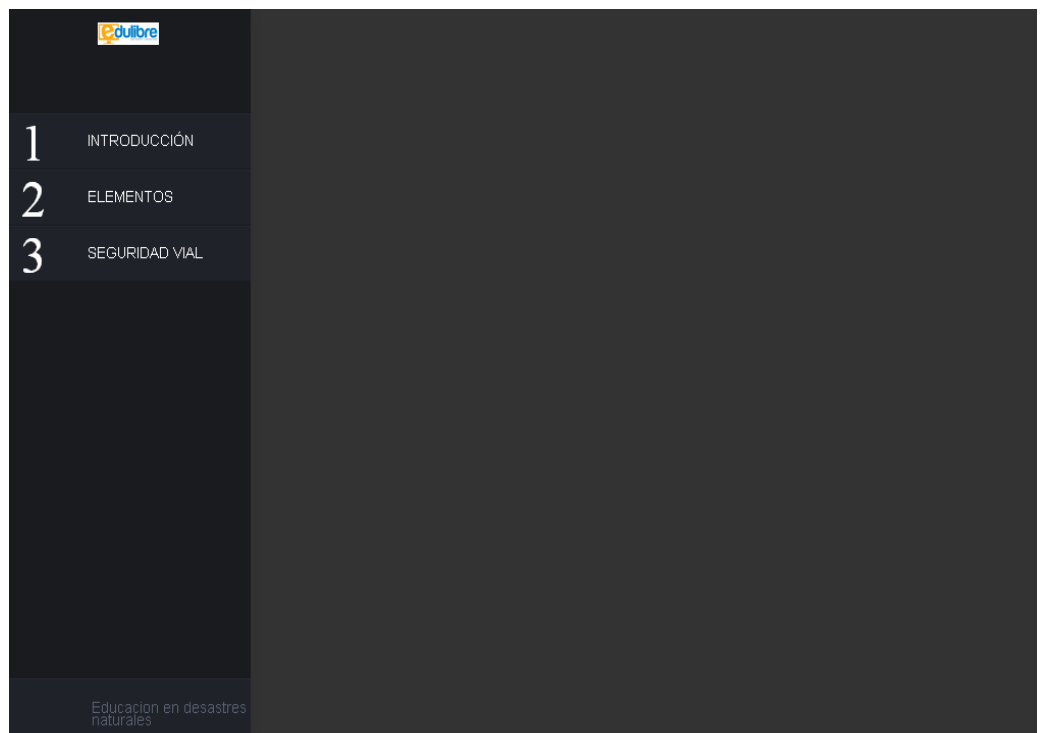 edulibre
1 INTRODUCCIÓN
2 ELEMENTOS
3 SEGURIDAD VIAL
Educacion en desastres
naturales